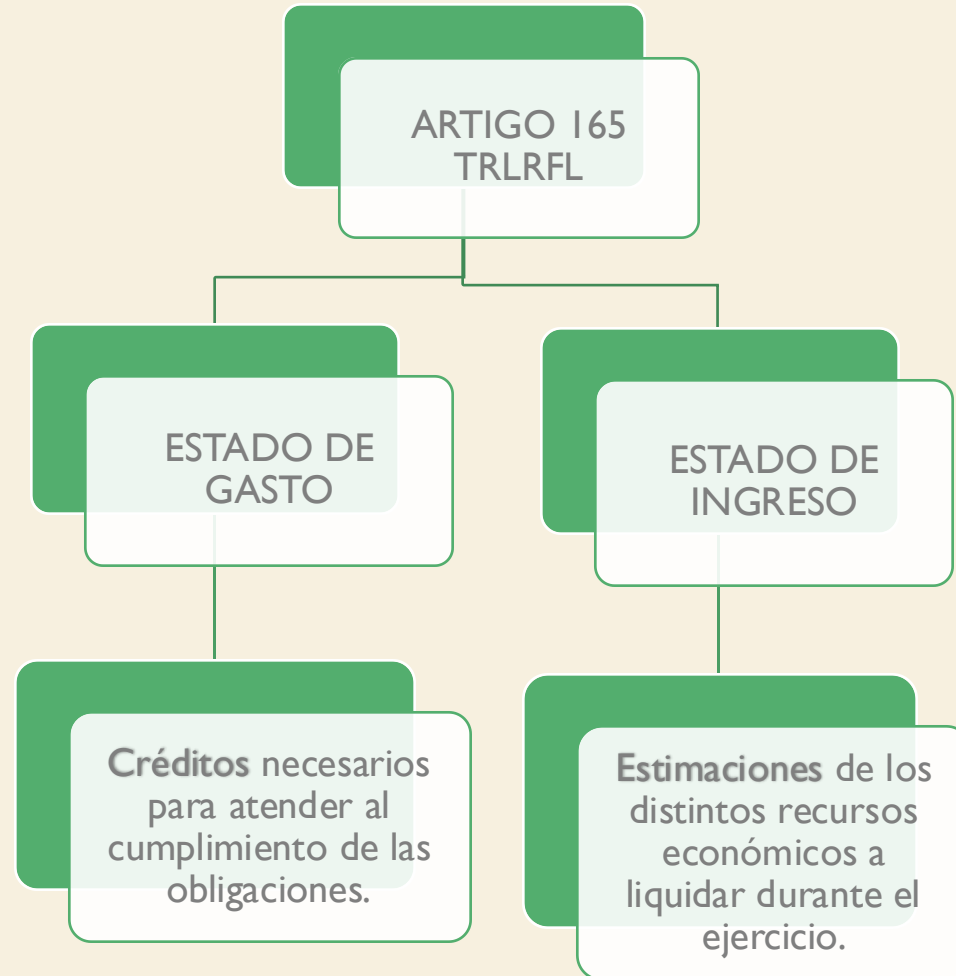 ARTIGO 165
TRLRFL
ESTADO DE
GASTO
ESTADO DE
INGRESO
Créditos necesarios
para atender al
cumplimiento de las
obligaciones.
Estimaciones de los
distintos recursos
económicos a
liquidar durante el
ejercicio.